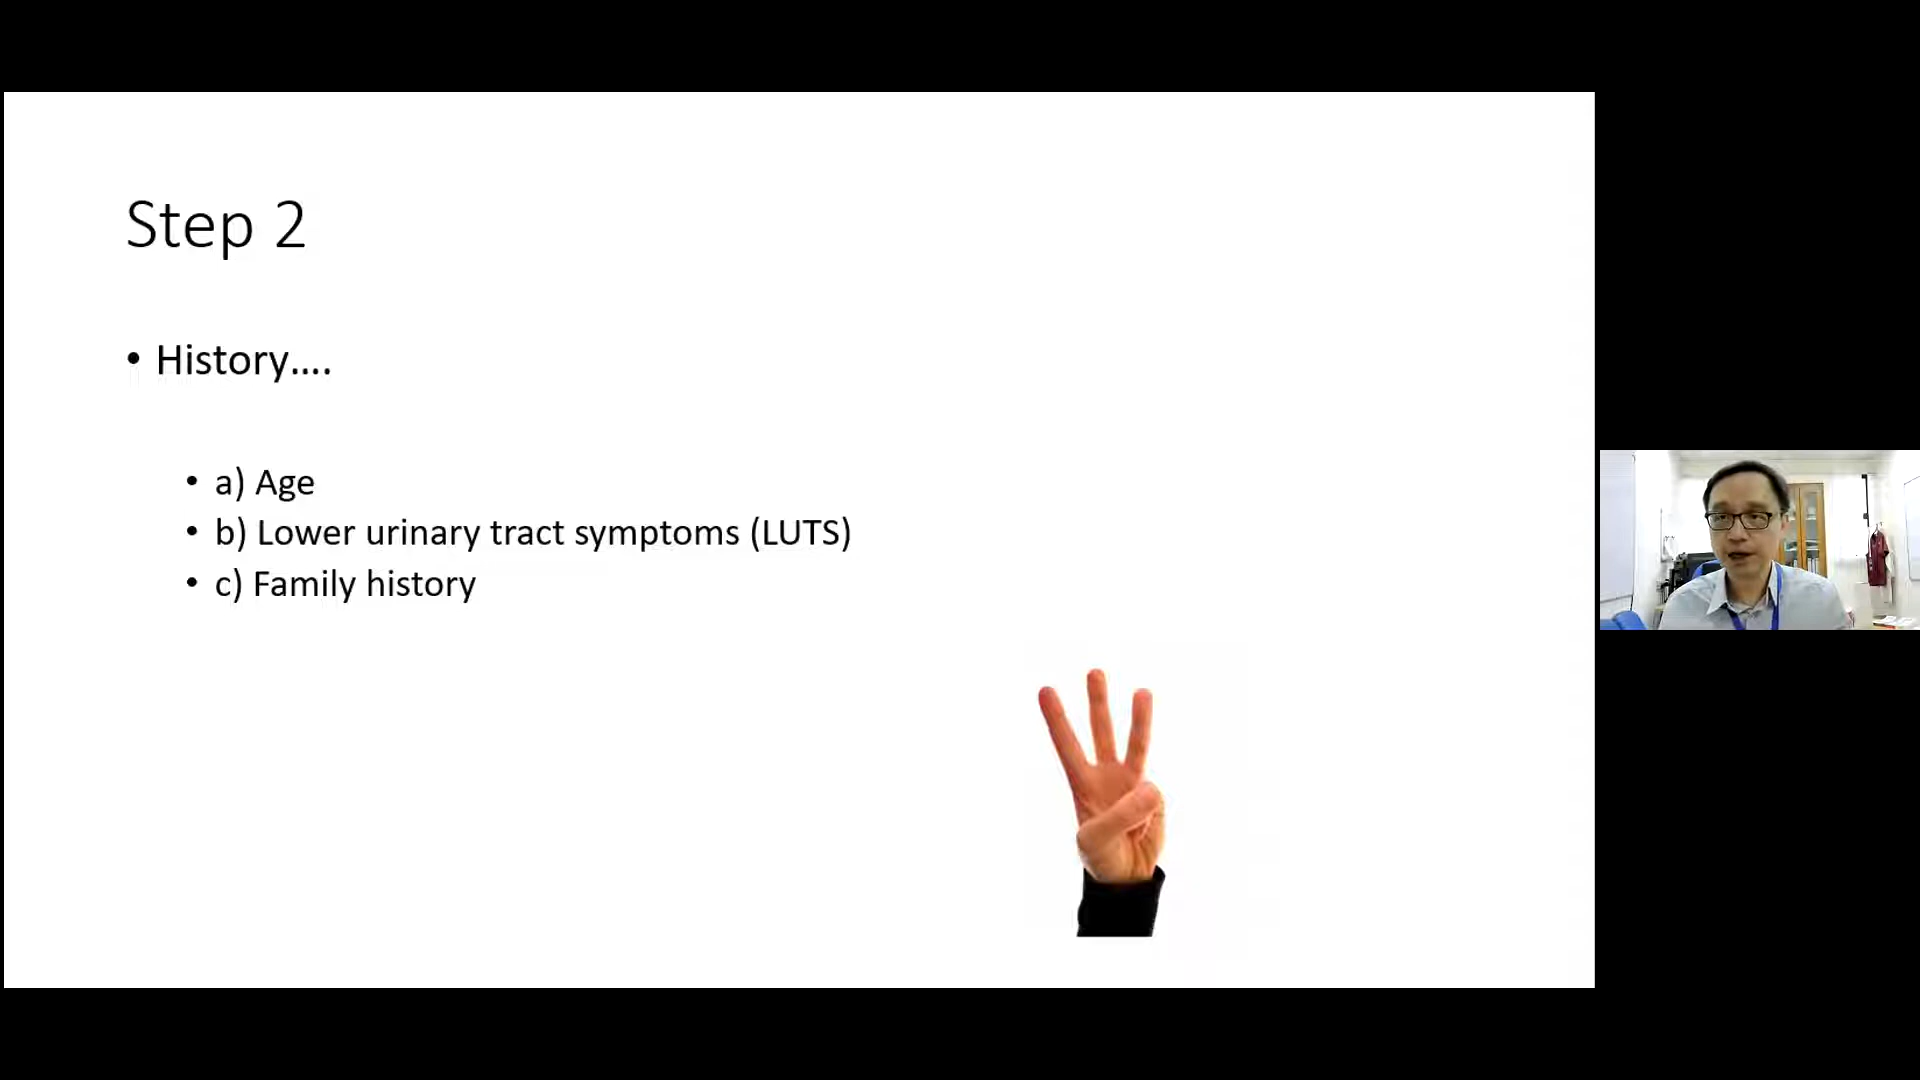 Step 2
• History....
• a) Age
• b) Lower urinary tract symptoms (LUTS)
• c) Family history